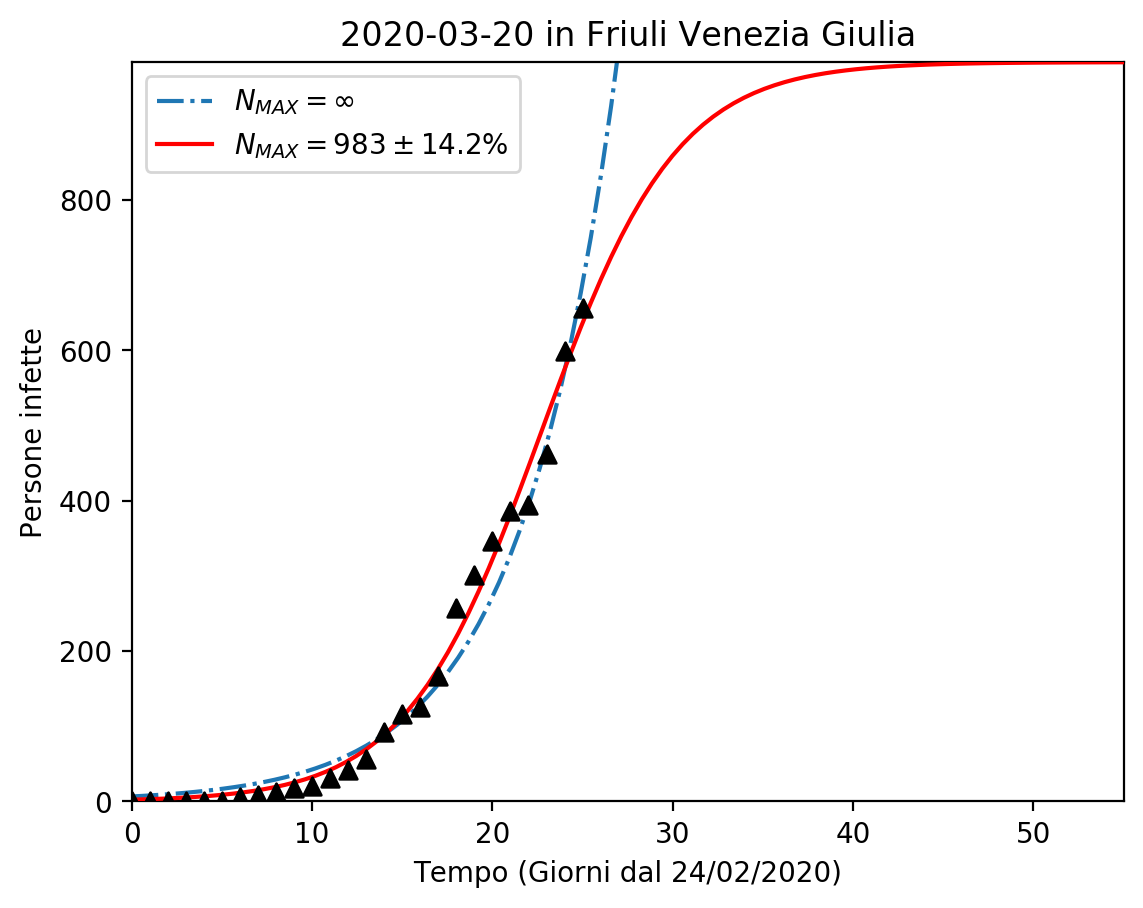 2020-03-20 in Friuli Venezia Giulia
N_MAX = ∞
N_MAX = 983 ± 14.2%
800
600
400
200
0
Persone infette
0 10 20 30 40 50
Tempo (Giorni dal 24/02/2020)